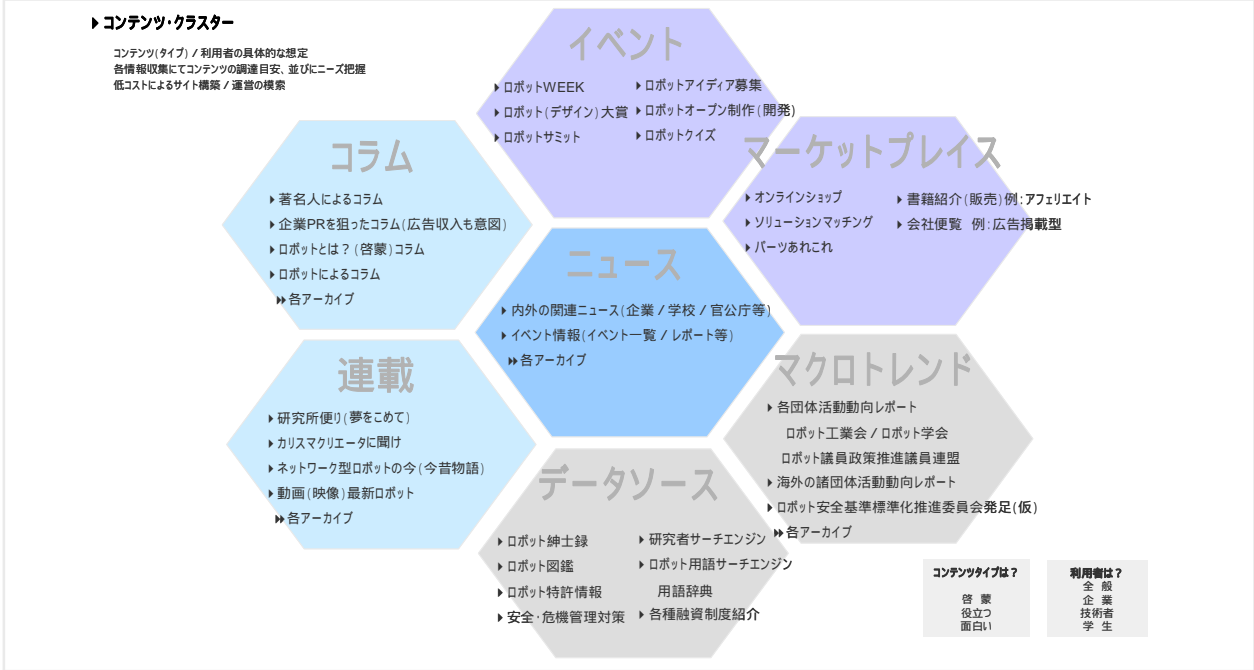 コンテンツ・クラスター
コンテンツ(タイプ) / 利用者の具体的な想定
各情報収集にてコンテンツの調達目安、並びにニーズ把握
低コストによるサイト構築 / 運営の模索
イベント
ロボットWEEK
ロボット(デザイン)大賞
ロボットサミット
ロボットアイディア募集
ロボットオープン制作(開発)
ロボットクイズ
コラム
著名人によるコラム
企業PRを狙ったコラム(広告収入も意図)
ロボットとは?(啓蒙)コラム
ロボットによるコラム
各アーカイブ
マーケットプレイス
オンラインショップ
ソリューションマッチング
パーツあれこれ
書籍紹介(販売)例:アフェリエイト
会社便覧 例:広告掲載型
ニュース
内外の関連ニュース(企業 / 学校 / 官公庁等)
イベント情報(イベント一覧 / レポート等)
各アーカイブ
連載
研究所便り(夢をこめて)
カリスマクリエータに聞け
ネットワーク型ロボットの今(今昔物語)
動画(映像)最新ロボット
各アーカイブ
マクロトレンド
各団体活動動向レポート
ロボット工業会 / ロボット学会
ロボット議員政策推進議員連盟
海外の諸団体活動動向レポート
ロボット安全基準標準化推進委員会発足(仮)
各アーカイブ
データソース
ロボット紳士録
ロボット図鑑
ロボット特許情報
安全・危機管理対策
研究者サーチエンジン
ロボット用語サーチエンジン
用語辞典
各種融資制度紹介
コンテンツタイプは?
啓 蒙
役立つ
面白い
利用者は?
全 般
企 業
技術者
学 生